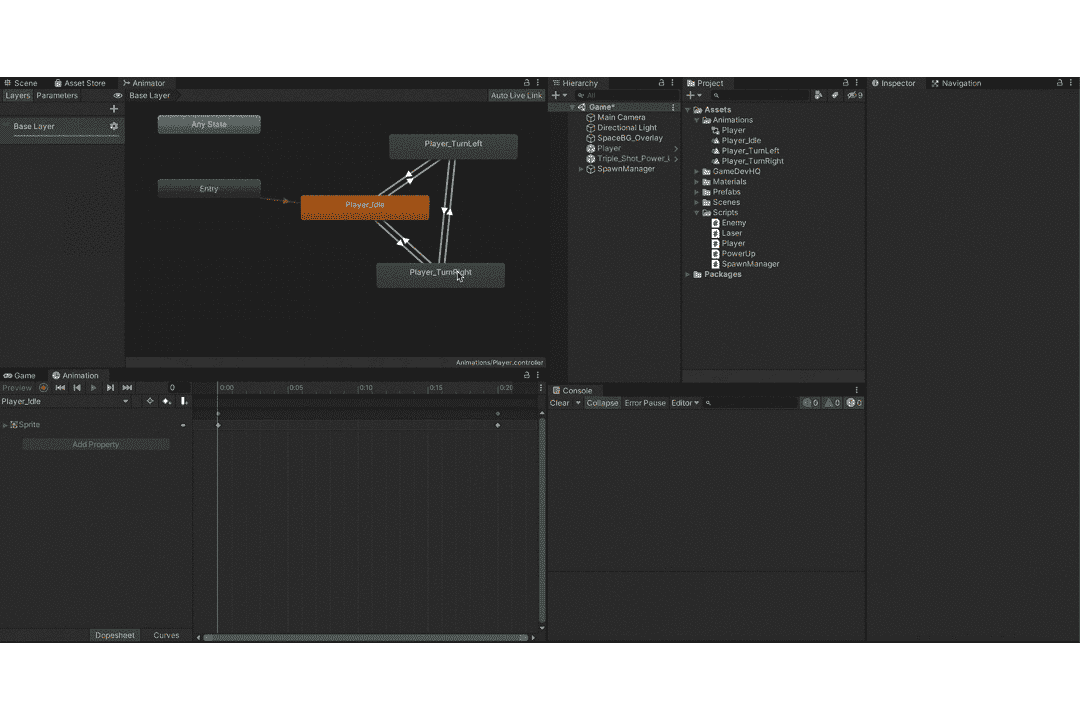 Scene
Asset Store
Animator
Layers
Parameters
Base Layer
Auto Live Link
Base Layer
Any State
Entry
Player_TurnLeft
Player_Idle
Player_TurnRight
Animations/Player.controller
Hierarchy
All
Game*
Main Camera
Directional Light
SpaceBG_Overlay
Player
Triple_Shot_Power_
SpawnManager
Project
9
Assets
Animations
Player
Player_Idle
Player_TurnLeft
Player_TurnRight
GameDevHQ
Materials
Prefabs
Scenes
Scripts
Enemy
Laser
Player
PowerUp
SpawnManager
Packages
Inspector
Navigation
Game
Animation
Preview
0
0:00
0:05
0:10
0:15
0:20
Player_Idle
Sprite
Add Property
Dopesheet
Curves
Console
Clear
Collapse
Error Pause
Editor
0
0
0